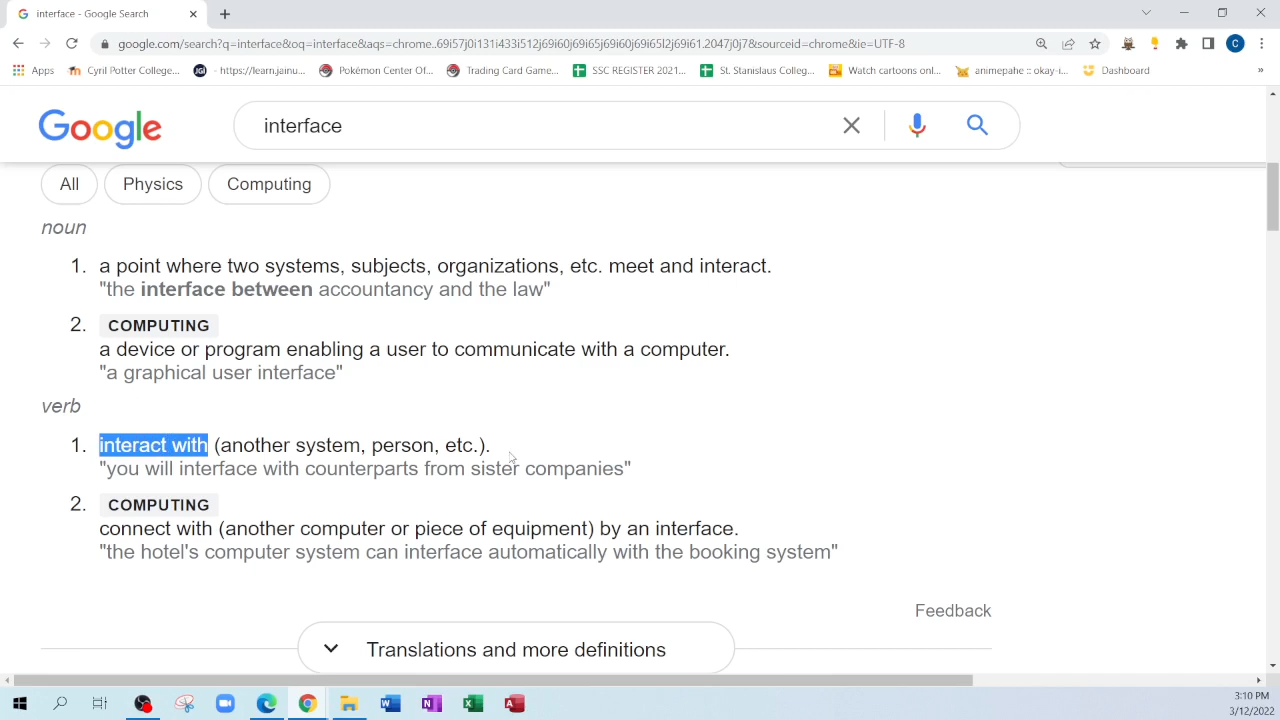 interface - Google Search
google.com/search?q=interface&oq=interface&aqs=chrome..69i57j0i131i433i512j69i60j69i65j69i60j69i65l2j69i61.2047j0j7&sourceid=chrome&ie=UTF-8
Apps Cyril Potter College... JGI - https://learn.jainu... Pokémon Center Of... Trading Card Game... SSC REGISTER 2021... St. Stanislaus Colleg... Watch cartoons onl... animepahe :: okay-i... Dashboard »
Google interface
All Physics Computing
noun
1. a point where two systems, subjects, organizations, etc. meet and interact.
"the interface between accountancy and the law"
2. COMPUTING
a device or program enabling a user to communicate with a computer.
"a graphical user interface"
verb
1. interact with (another system, person, etc.).
"you will interface with counterparts from sister companies"
2. COMPUTING
connect with (another computer or piece of equipment) by an interface.
"the hotel's computer system can interface automatically with the booking system"
Feedback
Translations and more definitions
3:10 PM
3/12/2022